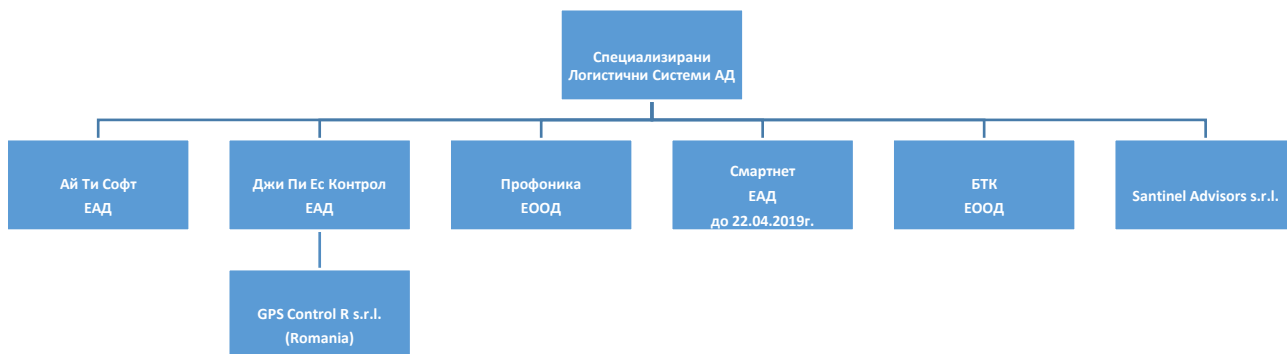 Специализирани
Логистични Системи АД
Ай Ти Софт
ЕАД
Джи Пи Ес Контрол
ЕАД
Профоника
ЕООД
Смартнет
ЕАД
до 22.04.2019г.
БТК
ЕООД
Santinel Advisors s.r.l.
GPS Control R s.r.l.
(Romania)